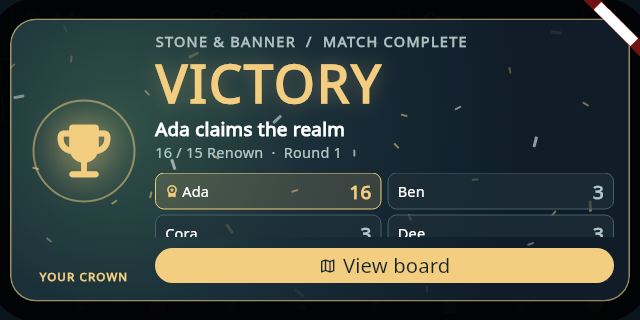 STONE & BANNER / MATCH COMPLETE
VICTORY
Ada claims the realm
16 / 15 Renown · Round 1
Ada 16
Ben 3
Cora 3
Dee 3
YOUR CROWN
View board